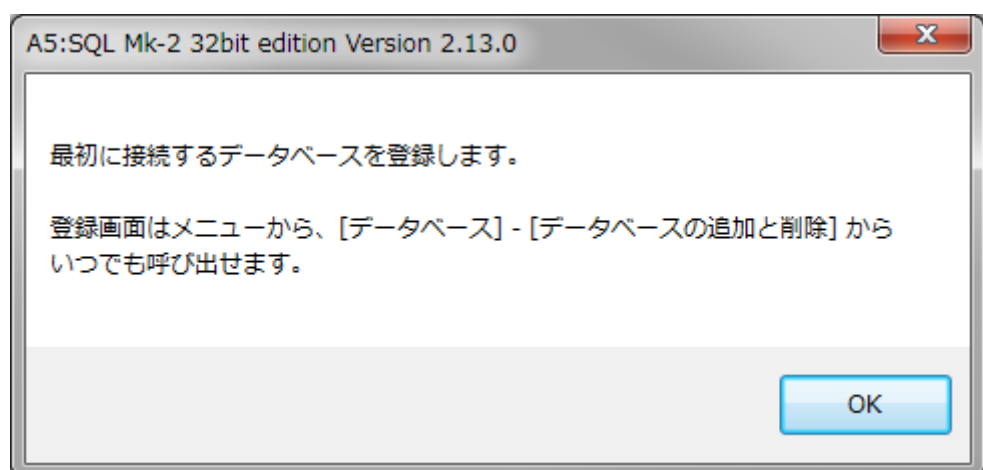 A5:SQL Mk-2 32bit edition Version 2.13.0
最初に接続するデータベースを登録します。
登録画面はメニューから、[データベース] - [データベースの追加と削除] から
いつでも呼び出せます。
OK